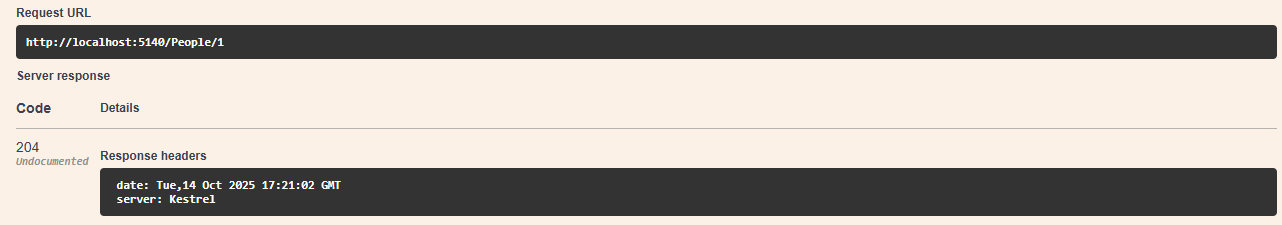 Request URL
http://localhost:5140/People/1
Server response
Code Details
204
Undocumented
Response headers
date: Tue,14 Oct 2025 17:21:02 GMT
server: Kestrel